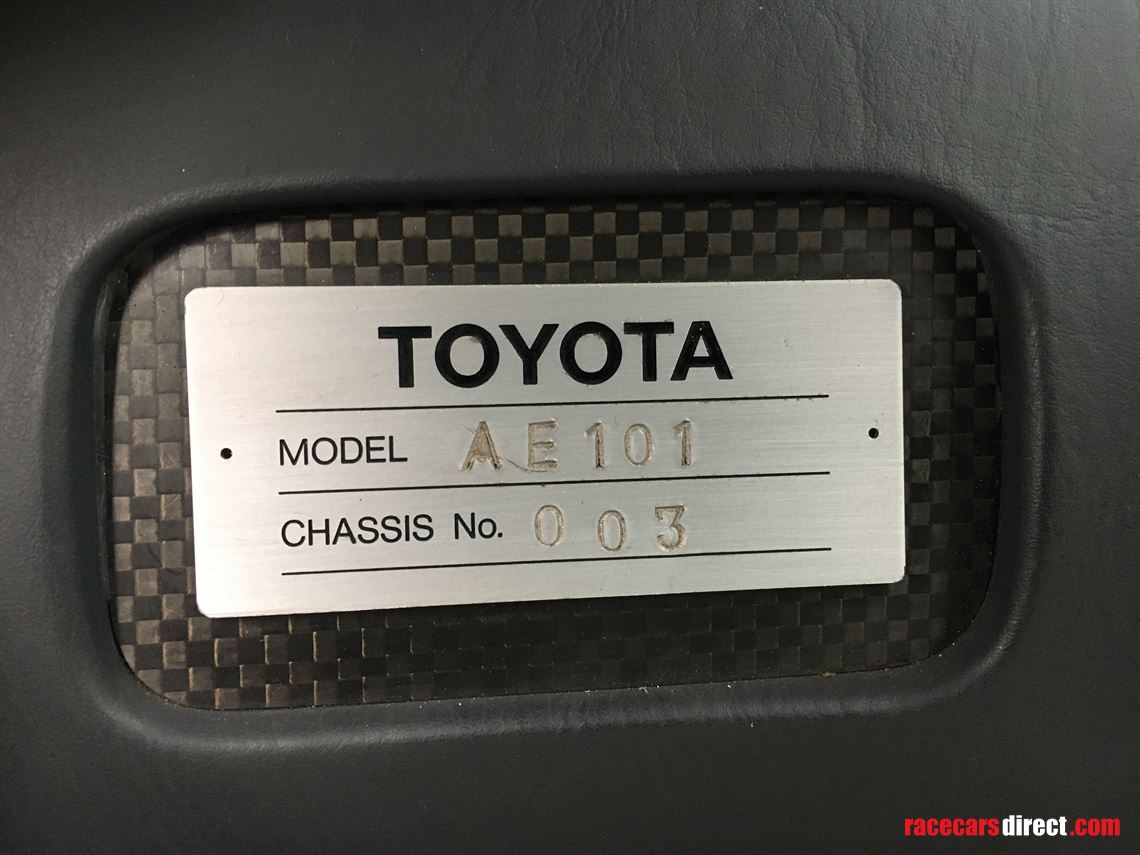 TOYOTA
MODEL AE101
CHASSIS No. 003
racecarsdirect.com